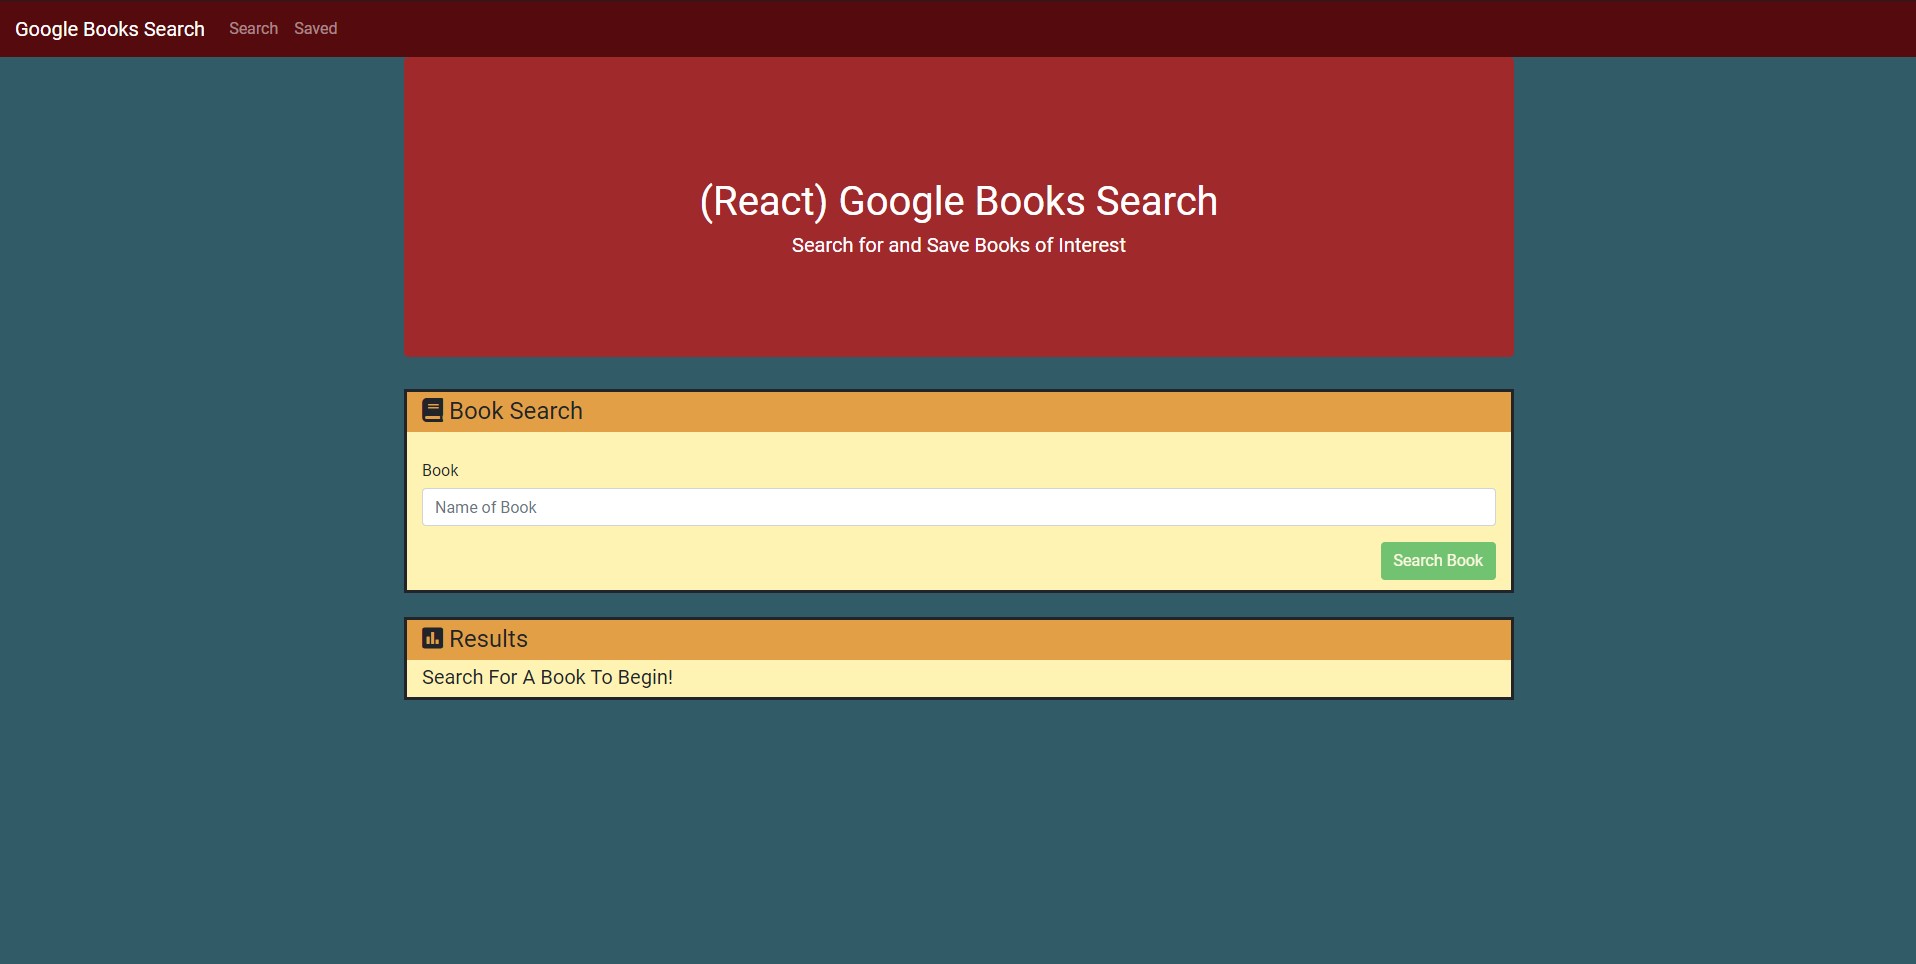 Google Books Search Search Saved
(React) Google Books Search
Search for and Save Books of Interest
Book Search
Book
Name of Book
Search Book
Results
Search For A Book To Begin!